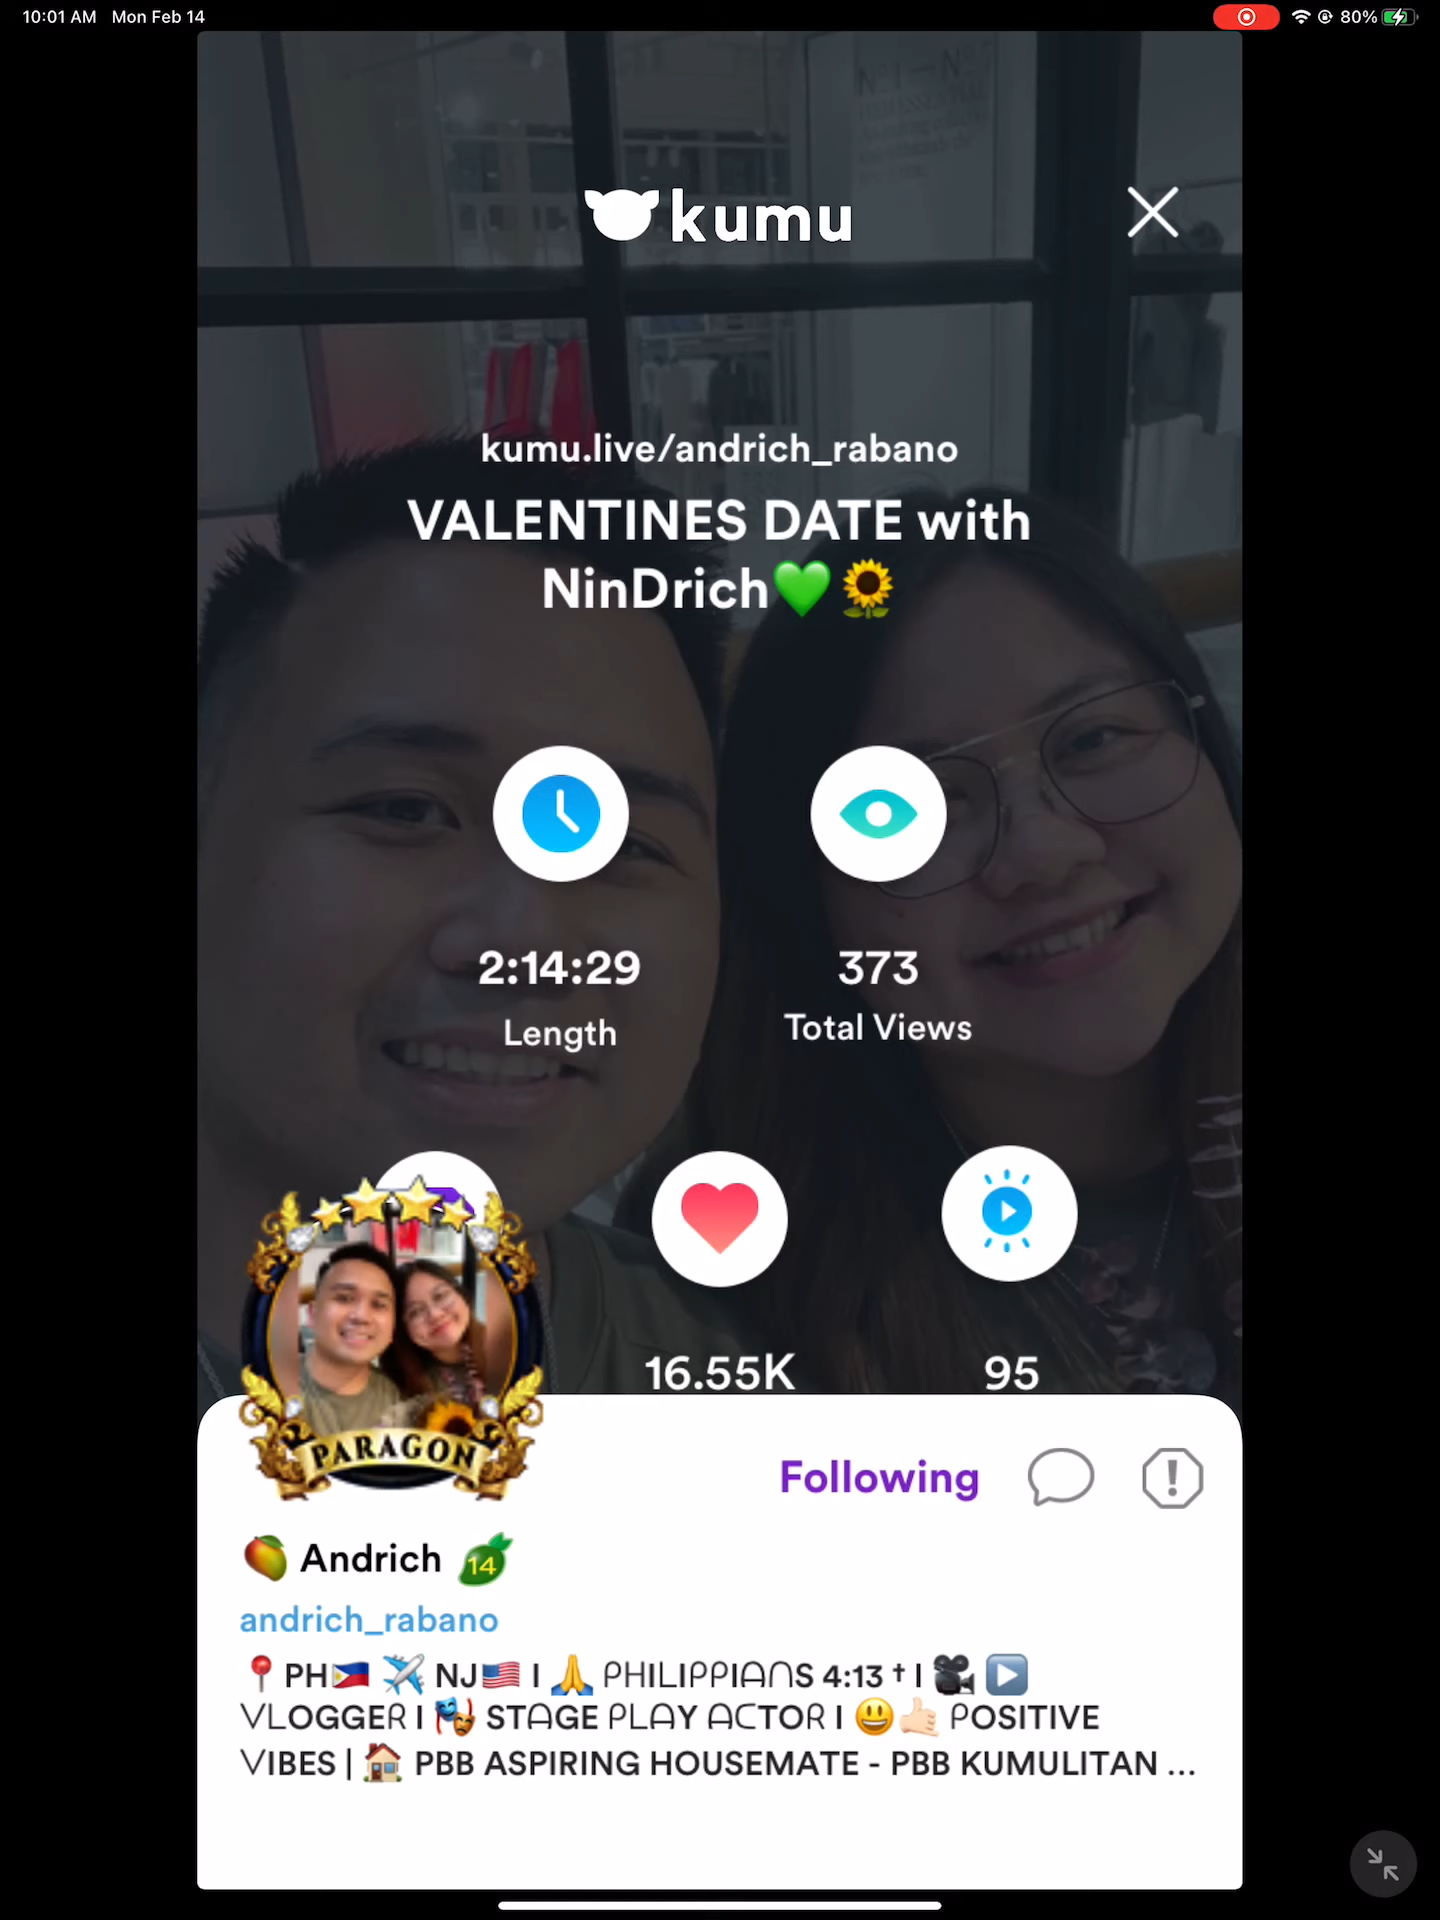 10:01 AM Mon Feb 14
80%
kumu
kumu.live/andrich_rabano
VALENTINES DATE with
NinDrich💚🌻
2:14:29
373
Length
Total Views
16.55K
95
PARAGON
Following
🥭 Andrich 14
andrich_rabano
📍 PH🇵🇭 ✈️ NJ🇺🇸 I 🙏 PHILIPPIANS 4:13 † I 🎥 ▶️
VLOGGER I 🎭 STAGE PLAY ACTOR I 😃🤙🏻 POSITIVE
VIBES | 🏠 PBB ASPIRING HOUSEMATE - PBB KUMULITAN ...